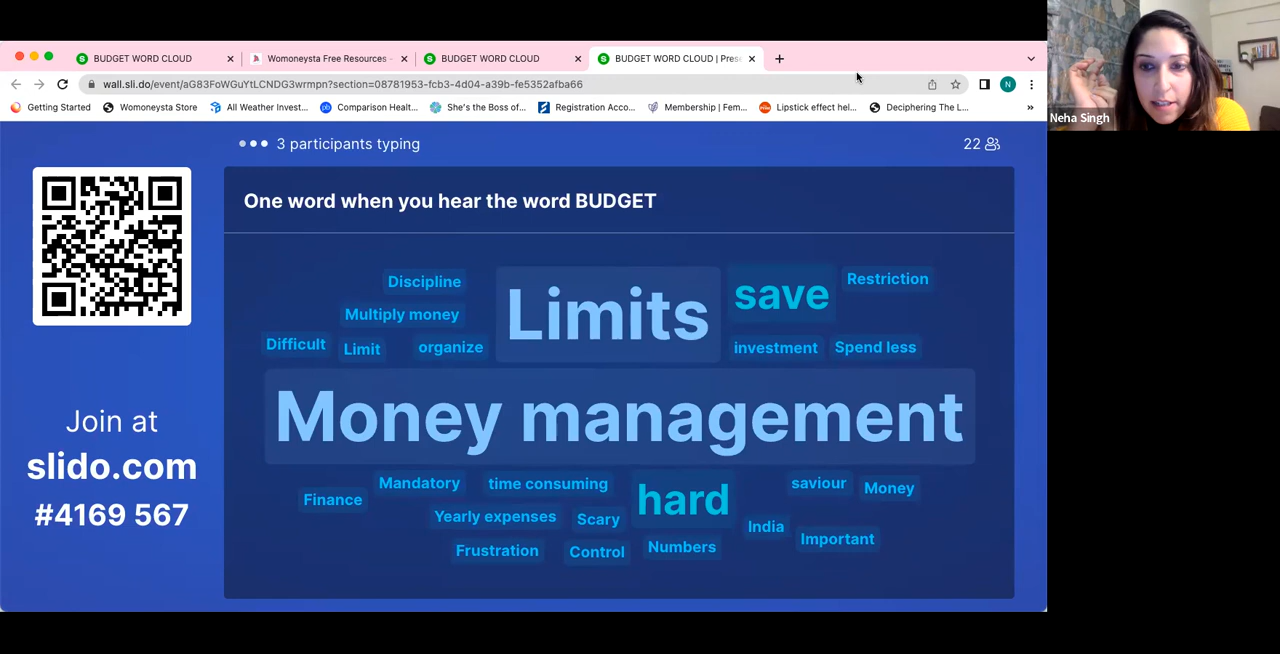 BUDGET WORD CLOUD
Womoneysta Free Resources -
BUDGET WORD CLOUD
BUDGET WORD CLOUD | Prese
wall.sli.do/event/aG83FoWGuYtLCNDG3wrmpn?section=08781953-fcb3-4d04-a39b-fe5352afba66
N
Getting Started
Womoneysta Store
All Weather Invest...
Comparison Healt...
She's the Boss of...
Registration Acco...
Membership | Fem...
Lipstick effect hel...
Deciphering The L...
»
Neha Singh
3 participants typing
22
One word when you hear the word BUDGET
Discipline
Limits
save
Restriction
Multiply money
Difficult
Limit
organize
investment
Spend less
Money management
Mandatory
time consuming
hard
saviour
Money
Finance
Yearly expenses
Scary
India
Important
Frustration
Control
Numbers
Join at
slido.com
#4169 567